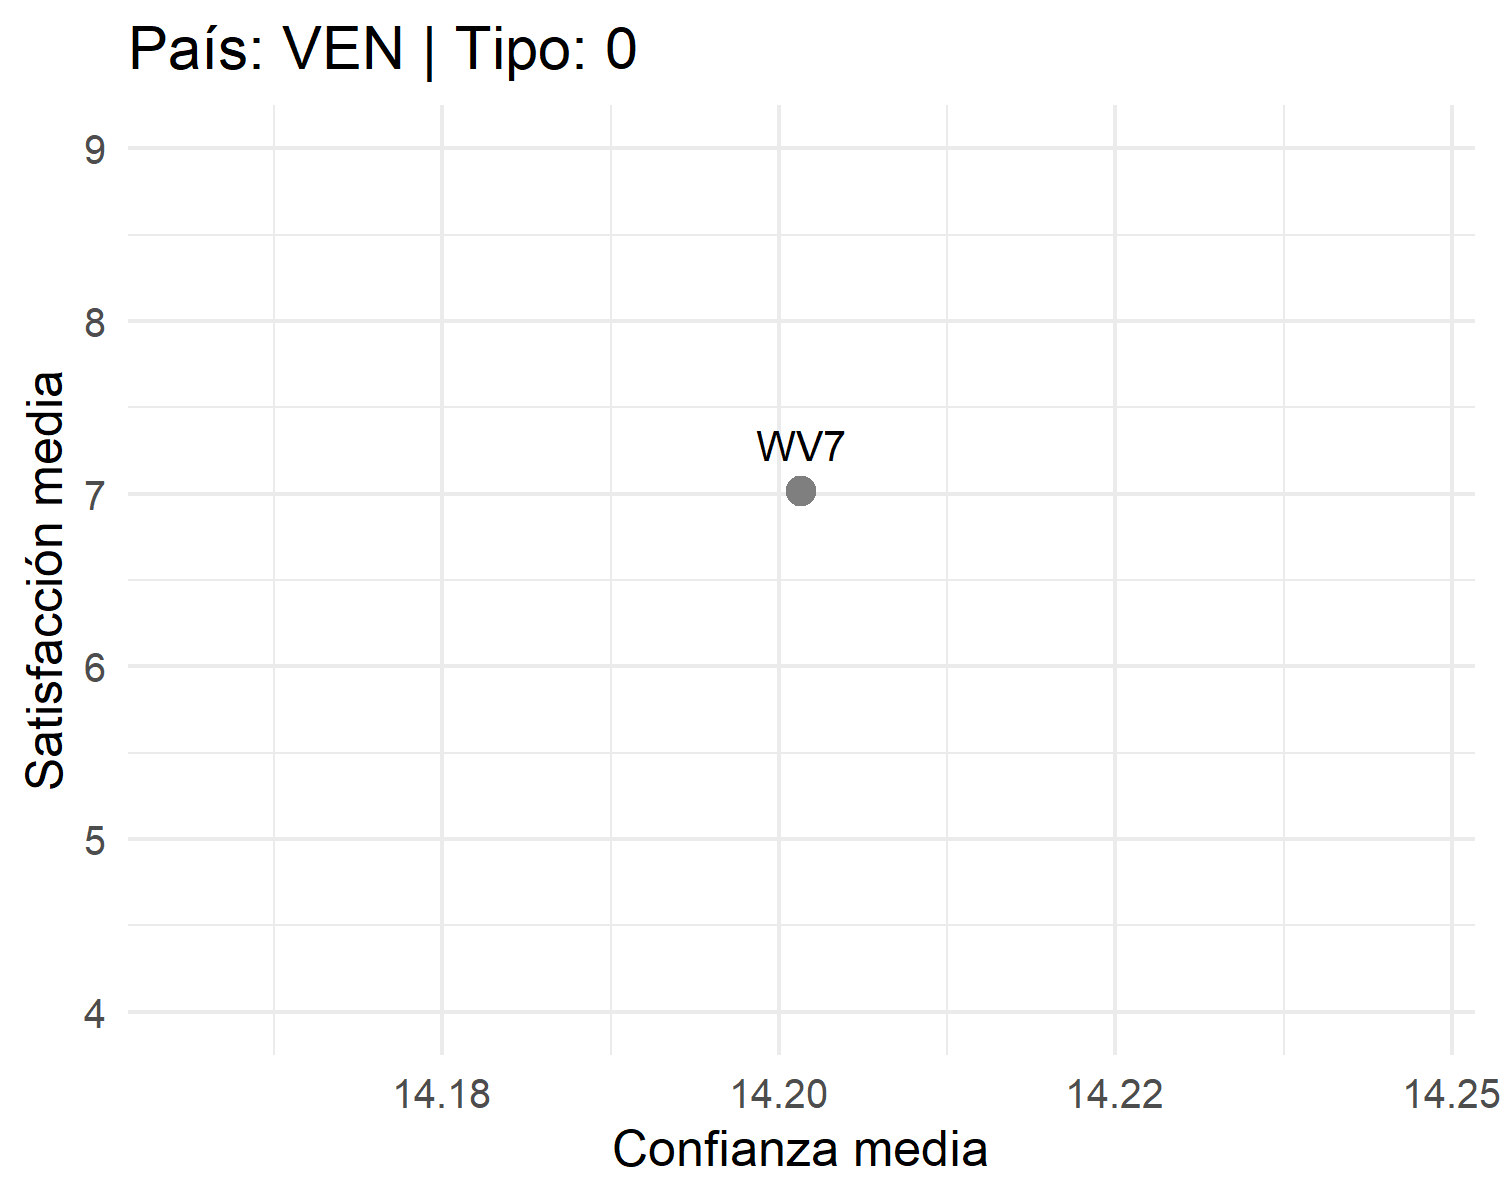 País: VEN | Tipo: 0
9
8
7
6
5
4
Satisfacción media
WV7
14.18
14.20
14.22
14.25
Confianza media